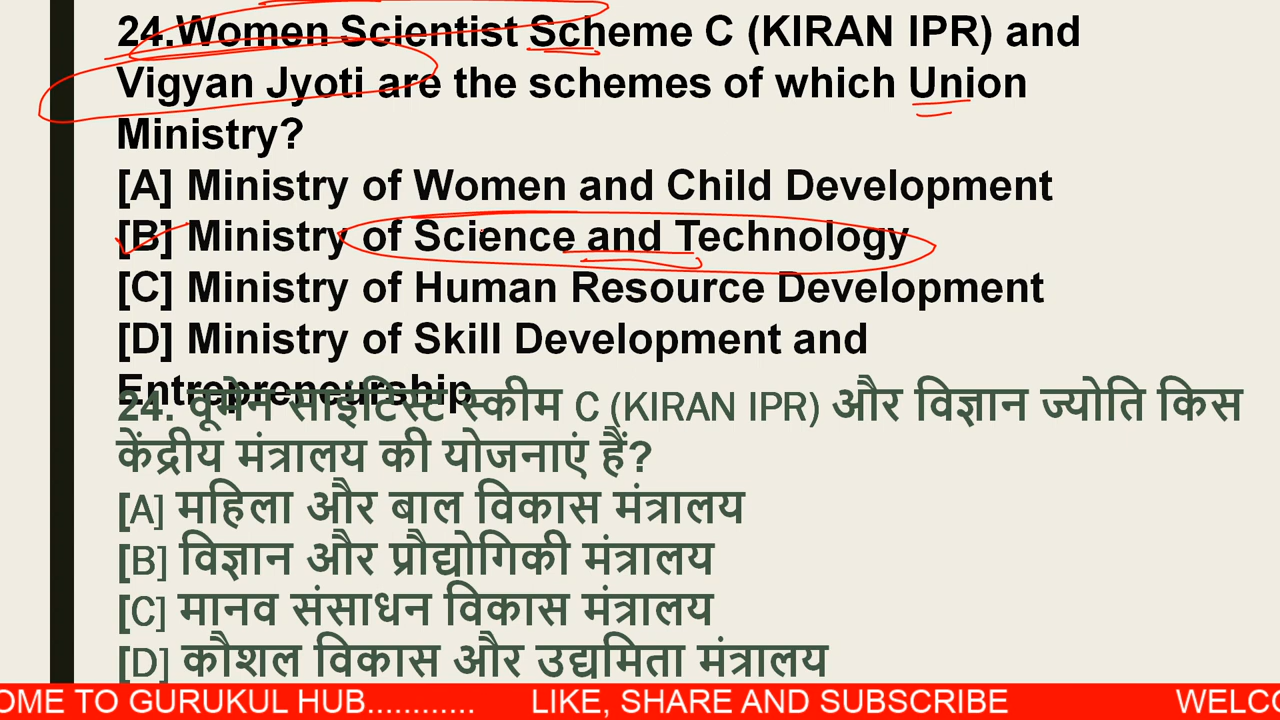 24.Women Scientist Scheme C (KIRAN IPR) and
Vigyan Jyoti are the schemes of which Union
Ministry?
[A] Ministry of Women and Child Development
[B] Ministry of Science and Technology
[C] Ministry of Human Resource Development
[D] Ministry of Skill Development and
Entrepreneurship
24. वूमेन साइंटिस्ट स्कीम C (KIRAN IPR) और विज्ञान ज्योति किस
केंद्रीय मंत्रालय की योजनाएं हैं?
[A] महिला और बाल विकास मंत्रालय
[B] विज्ञान और प्रौद्योगिकी मंत्रालय
[C] मानव संसाधन विकास मंत्रालय
[D] कौशल विकास और उद्यमिता मंत्रालय
OME TO GURUKUL HUB............ LIKE, SHARE AND SUBSCRIBE WELCO